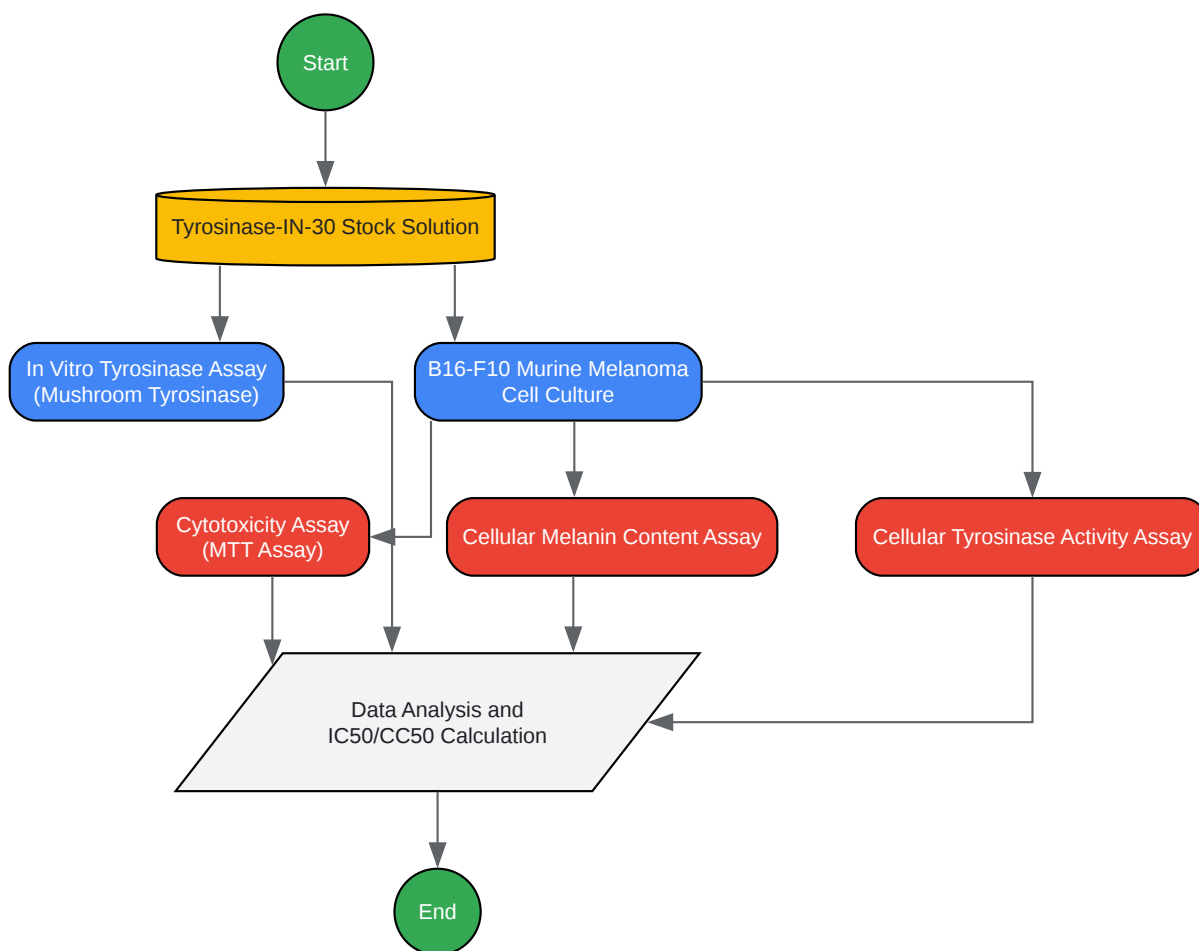 Start
Tyrosinase-IN-30 Stock Solution
In Vitro Tyrosinase Assay
(Mushroom Tyrosinase)
B16-F10 Murine Melanoma
Cell Culture
Cytotoxicity Assay
(MTT Assay)
Cellular Melanin Content Assay
Cellular Tyrosinase Activity Assay
Data Analysis and
IC50/CC50 Calculation
End